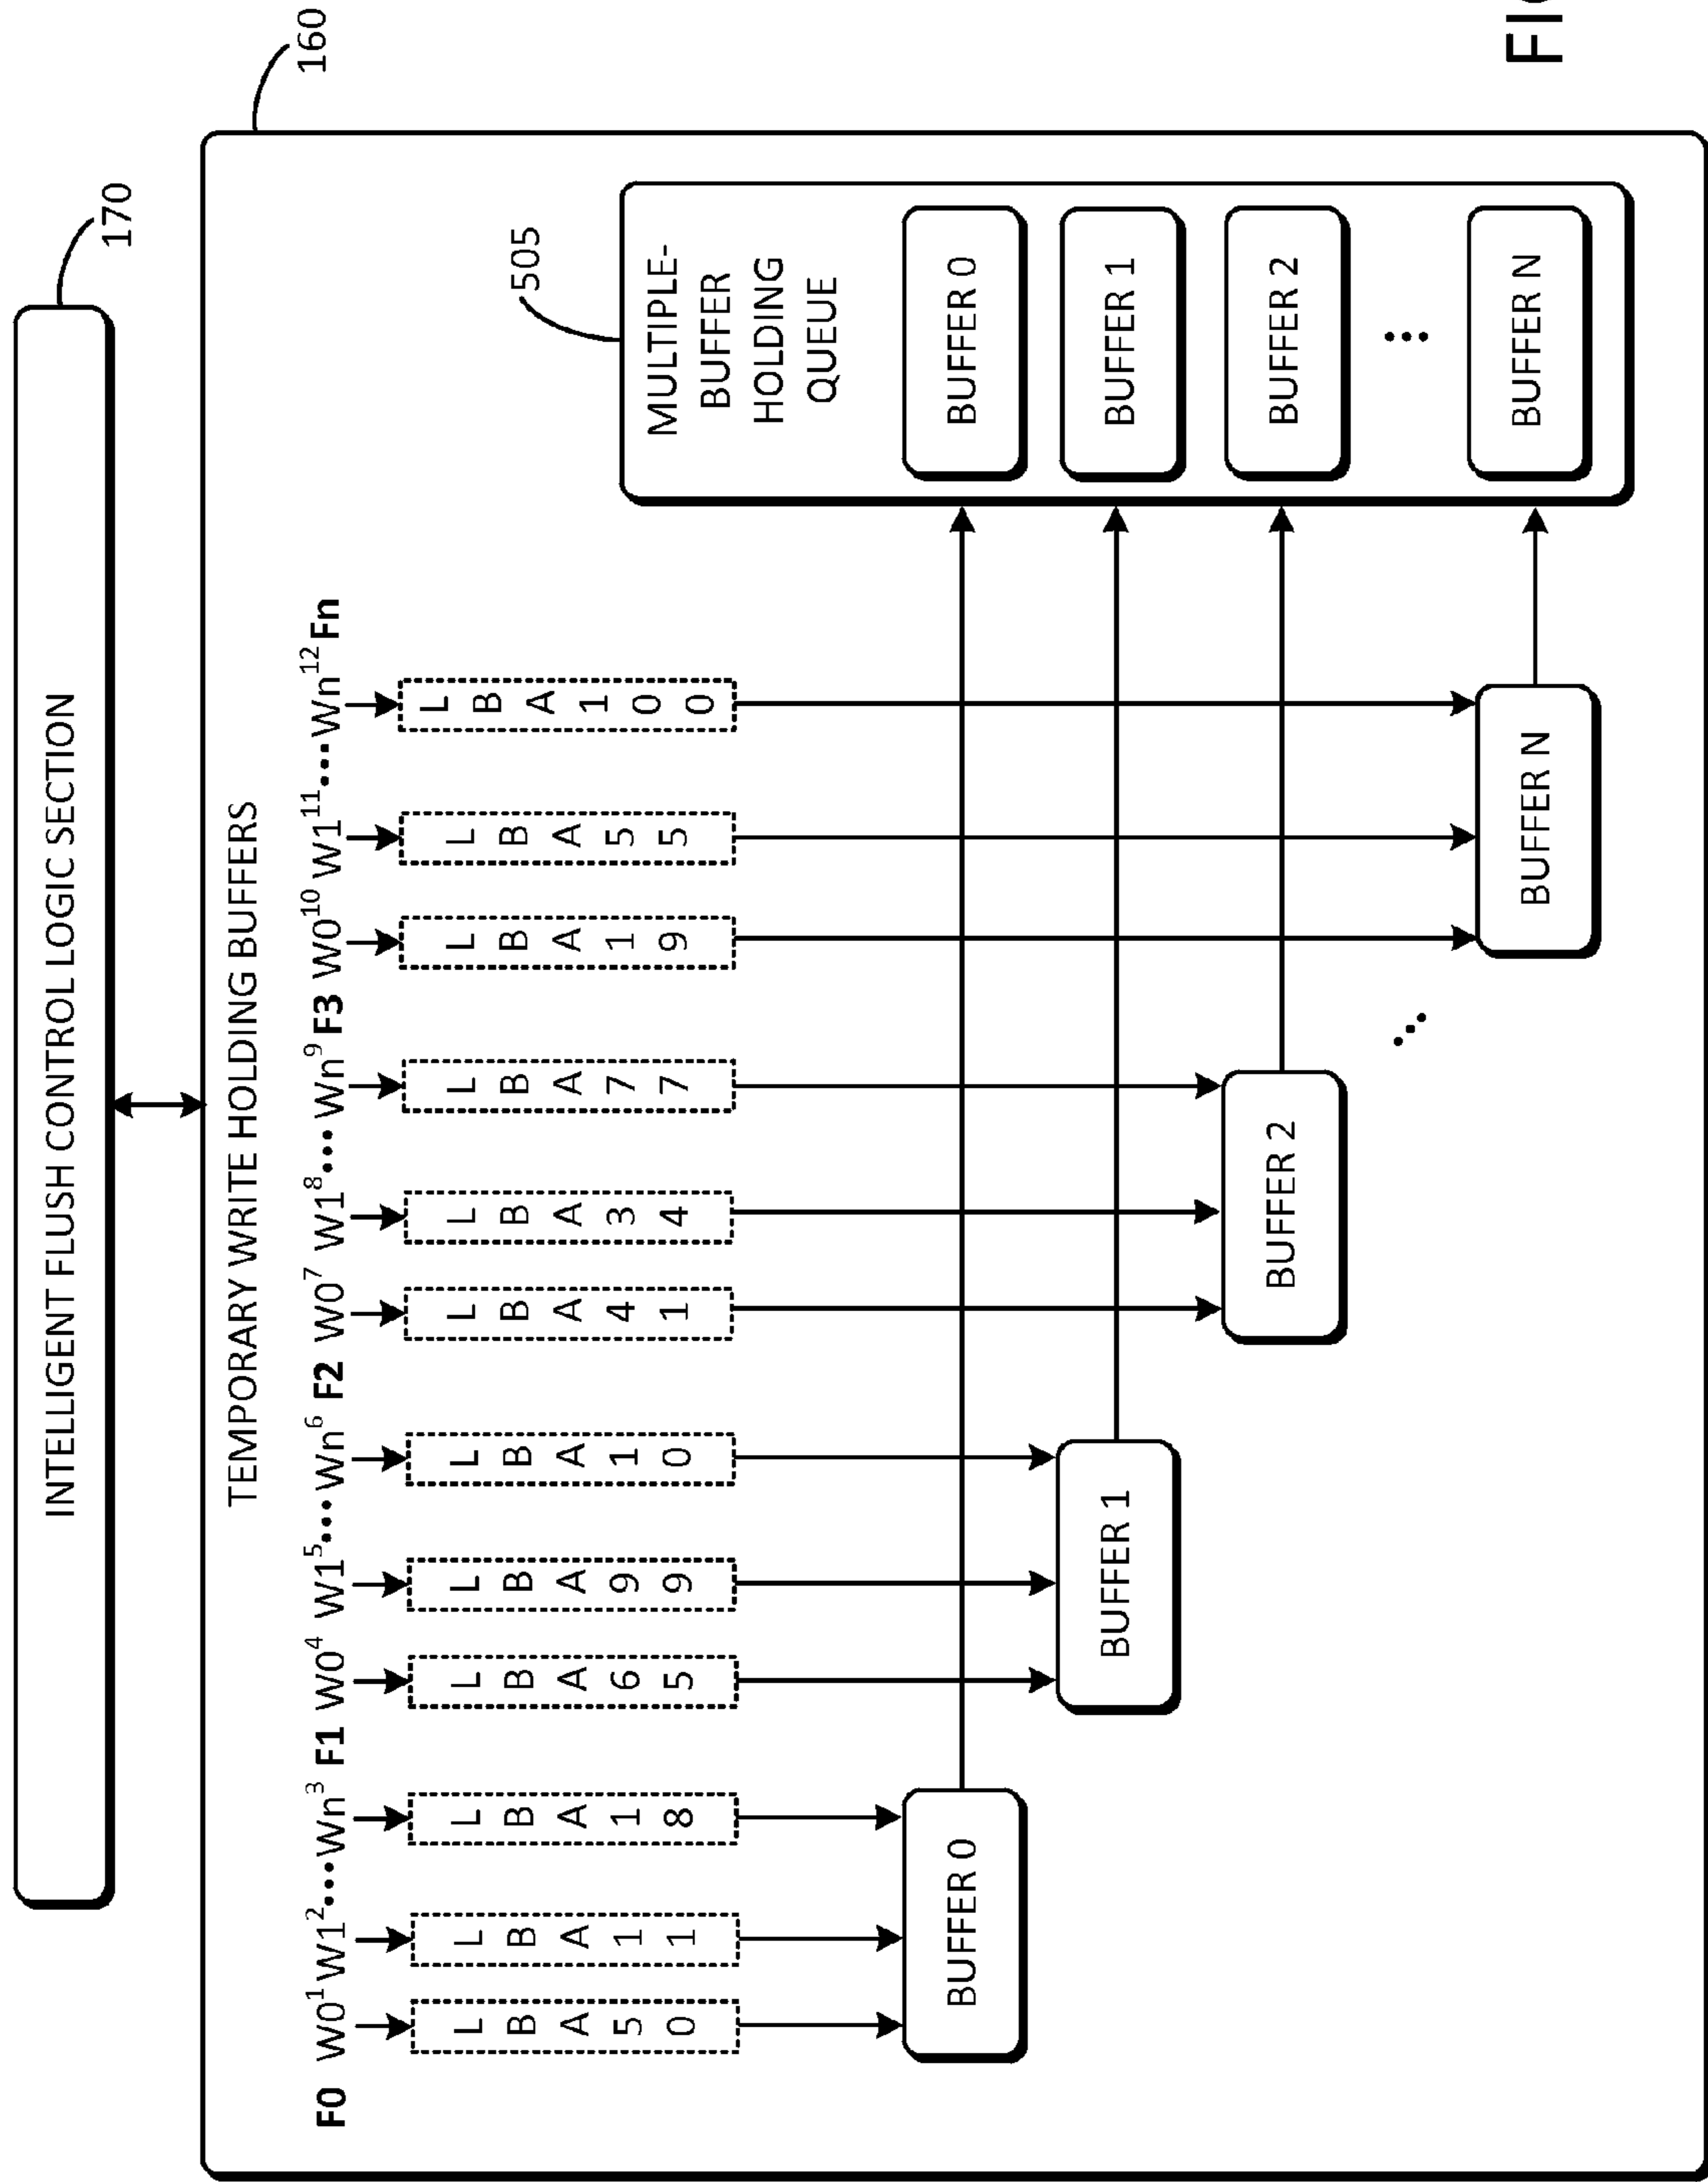 INTELLIGENT FLUSH CONTROL LOGIC SECTION
170
160
TEMPORARY WRITE HOLDING BUFFERS
F0 W0¹ W1² ••• Wn³ F1 W0⁴ W1⁵ ••• Wn⁶ F2 W0⁷ W1⁸ ••• Wn⁹ F3 W0¹⁰ W1¹¹ ••• Wn¹² Fn
LBA50
LBA11
LBA18
LBA65
LBA99
LBA10
LBA41
LBA34
LBA77
LBA19
LBA55
LBA100
BUFFER 0
BUFFER 1
BUFFER 2
•••
BUFFER N
505
MULTIPLE-
BUFFER
HOLDING
QUEUE
BUFFER 0
BUFFER 1
BUFFER 2
•••
BUFFER N